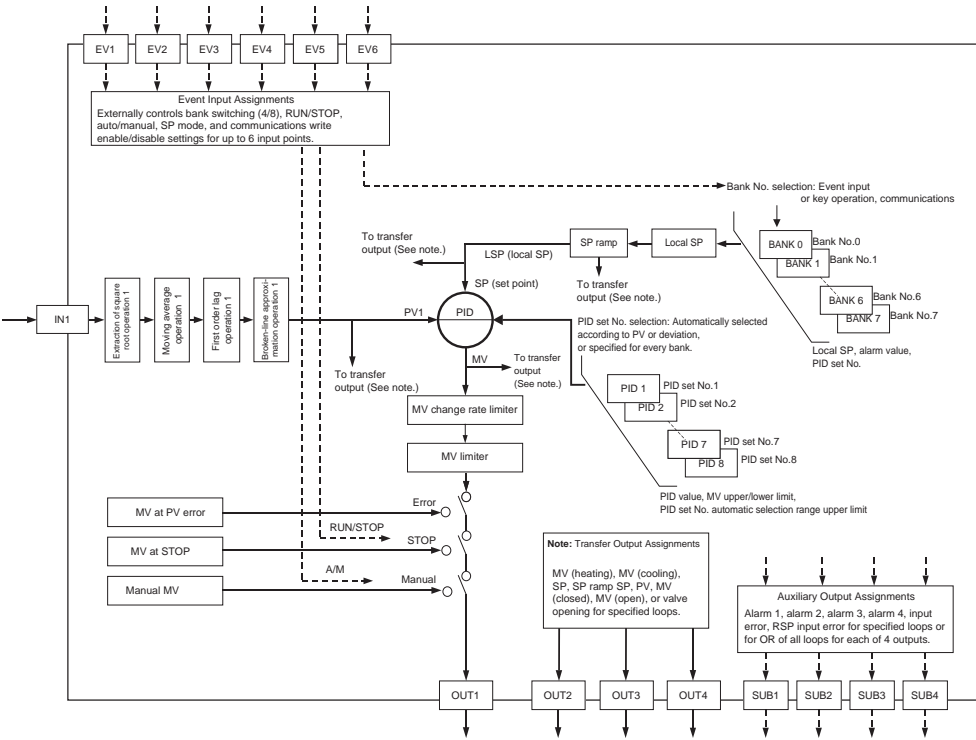 EV1 EV2 EV3 EV4 EV5 EV6
Event Input Assignments
Externally controls bank switching (4/8), RUN/STOP,
auto/manual, SP mode, and communications write
enable/disable settings for up to 6 input points.
Bank No. selection: Event input
or key operation, communications
BANK 0
Bank No.0
BANK 1
Bank No.1
BANK 6
Bank No.6
BANK 7
Bank No.7
Local SP, alarm value,
PID set No.
Local SP
SP ramp
To transfer
output (See note.)
LSP (local SP)
To transfer
output (See note.)
SP (set point)
IN1
Extraction of square
root operation 1
Moving average
operation 1
First order lag
operation 1
Broken-line approxi-
mation operation 1
PV1
PID
To transfer
output (See note.)
MV
To transfer
output
(See note.)
PID set No. selection: Automatically selected
according to PV or deviation,
or specified for every bank.
PID 1
PID set No.1
PID 2
PID set No.2
PID 7
PID set No.7
PID 8
PID set No.8
PID value, MV upper/lower limit,
PID set No. automatic selection range upper limit
MV change rate limiter
MV limiter
MV at PV error
Error
RUN/STOP
MV at STOP
STOP
A/M
Manual MV
Manual
Note: Transfer Output Assignments
MV (heating), MV (cooling),
SP, SP ramp SP, PV, MV
(closed), MV (open), or valve
opening for specified loops.
Auxiliary Output Assignments
Alarm 1, alarm 2, alarm 3, alarm 4, input
error, RSP input error for specified loops or
for OR of all loops for each of 4 outputs.
OUT1 OUT2 OUT3 OUT4 SUB1 SUB2 SUB3 SUB4